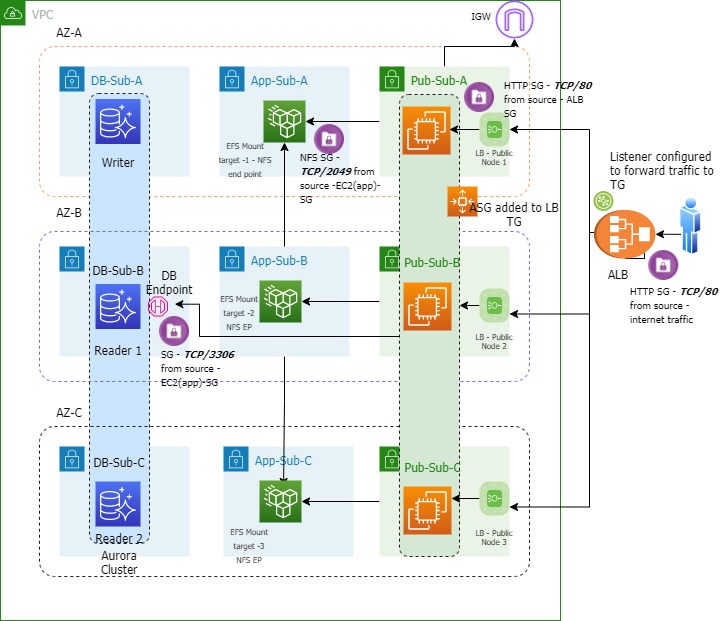 VPC
IGW
AZ-A
DB-Sub-A
App-Sub-A
Pub-Sub-A
HTTP SG - TCP/80
from source - ALB
SG
EFS Mount
target -1 - NFS
end point
Writer
NFS SG -
TCP/2049 from
source -EC2(app)-
SG
LB - Public
Node 1
Listener configured
to forward traffic to
TG
ASG added to LB
TG
AZ-B
DB-Sub-B
App-Sub-B
Pub-Sub-B
DB
Endpoint
EFS Mount
target -2
NFS EP
ALB
HTTP SG - TCP/80
from source -
internet traffic
Reader 1
SG - TCP/3306
from source -
EC2(app)-SG
LB - Public
Node 2
AZ-C
DB-Sub-C
App-Sub-C
Pub-Sub-C
EFS Mount
target -3
NFS EP
LB - Public
Node 3
Reader 2
Aurora
Cluster